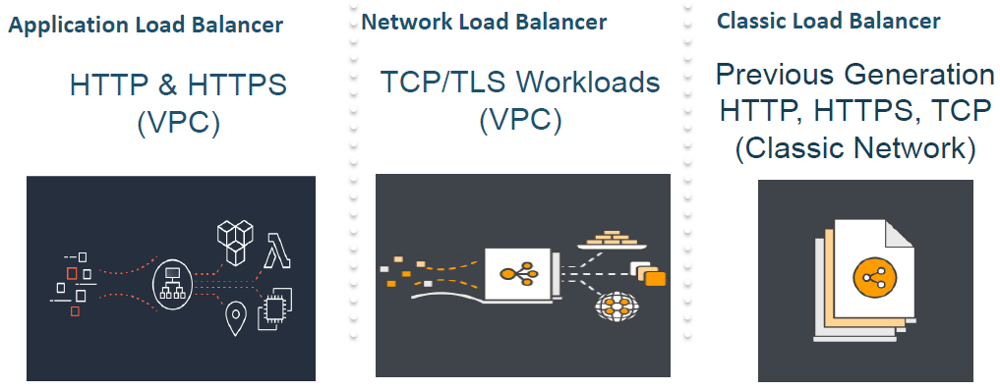 Application Load Balancer
HTTP & HTTPS
(VPC)
Network Load Balancer
TCP/TLS Workloads
(VPC)
Classic Load Balancer
Previous Generation
HTTP, HTTPS, TCP
(Classic Network)